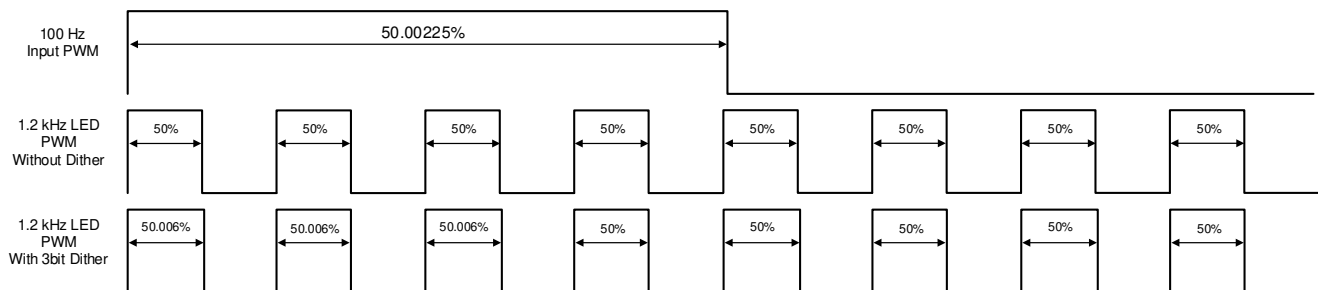 100 Hz
Input PWM
50.00225%
1.2 kHz LED
PWM
Without Dither
50% 50% 50% 50% 50% 50% 50% 50%
1.2 kHz LED
PWM
With 3bit Dither
50.006% 50.006% 50.006% 50% 50% 50% 50% 50%